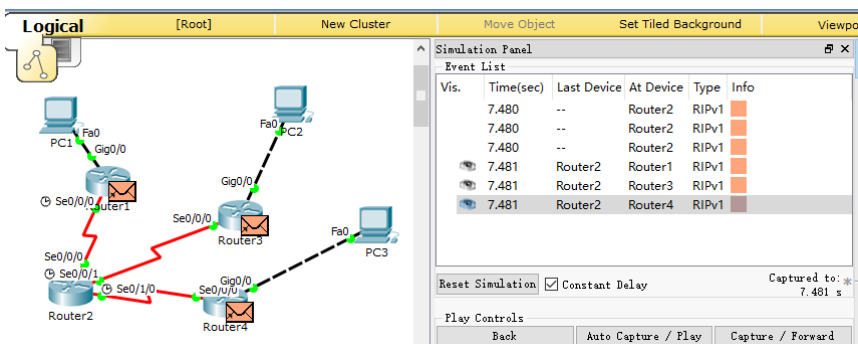 Logical [Root] New Cluster Move Object Set Tiled Background Viewpo
Simulation Panel
Event List
Vis. Time(sec) Last Device At Device Type Info
7.480 -- Router2 RIPv1
7.480 -- Router2 RIPv1
7.480 -- Router2 RIPv1
7.481 Router2 Router1 RIPv1
7.481 Router2 Router3 RIPv1
7.481 Router2 Router4 RIPv1
Reset Simulation Constant Delay Captured to: *
7.481 s
Play Controls
Back Auto Capture / Play Capture / Forward
PC1 Fa0
Gig0/0
Fa0 PC2
Se0/0/0 uter1
Gig0/0
Se0/0/0
Router3
Fa0
PC3
Se0/0/0
Se0/0/1
Se0/1/0
Router2
Gig0/0
Se0/0/0
Router4